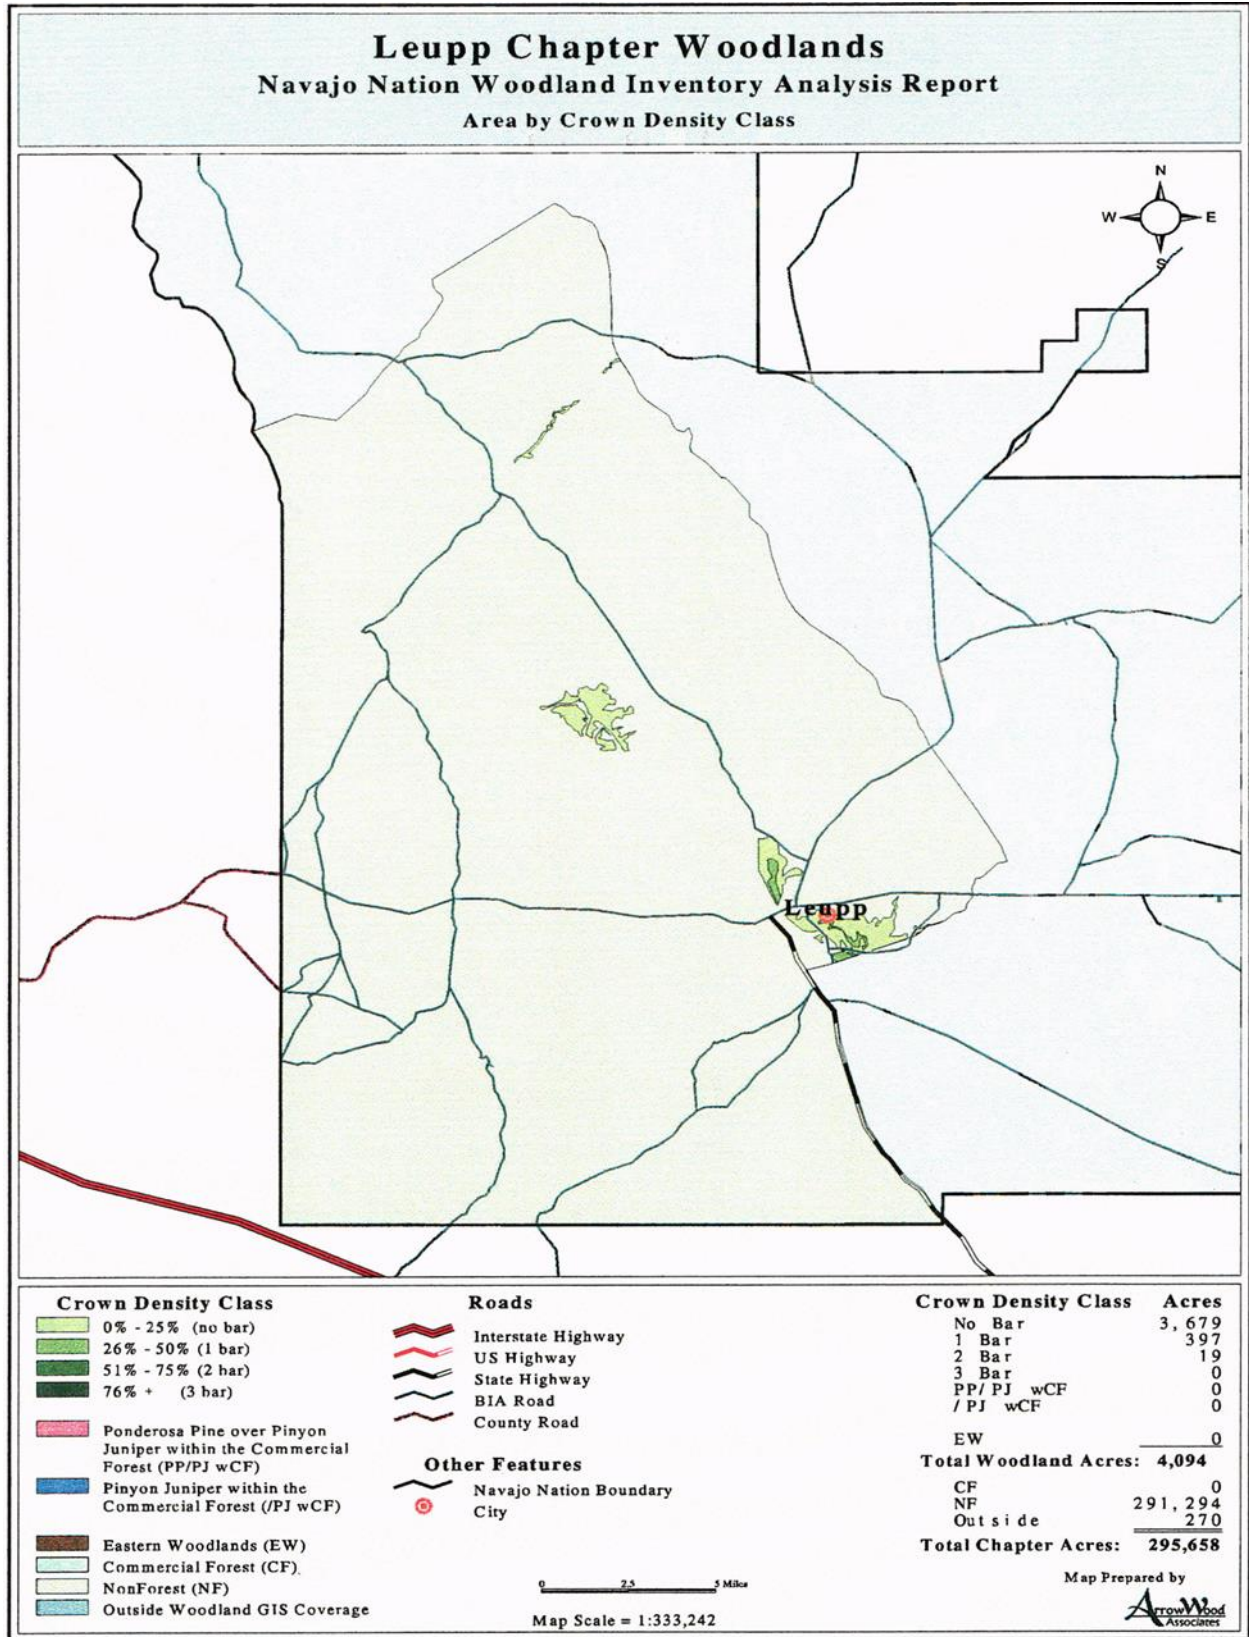 Leupp Chapter Woodlands
Navajo Nation Woodland Inventory Analysis Report
Area by Crown Density Class
N
W E
S
Leupp
Crown Density Class
0% - 25% (no bar)
26% - 50% (1 bar)
51% - 75% (2 bar)
76% + (3 bar)
Ponderosa Pine over Pinyon
Juniper within the Commercial
Forest (PP/PJ wCF)
Pinyon Juniper within the
Commercial Forest (/PJ wCF)
Eastern Woodlands (EW)
Commercial Forest (CF)
NonForest (NF)
Outside Woodland GIS Coverage
Roads
Interstate Highway
US Highway
State Highway
BIA Road
County Road
Other Features
Navajo Nation Boundary
City
0 2.5 5 Miles
Map Scale = 1:333,242
Crown Density Class Acres
No Bar 3,679
1 Bar 397
2 Bar 19
3 Bar 0
PP/PJ wCF 0
/PJ wCF 0
EW 0
Total Woodland Acres: 4,094
CF 0
NF 291,294
Outside 270
Total Chapter Acres: 295,658
Map Prepared by
ArrowWood
Associates